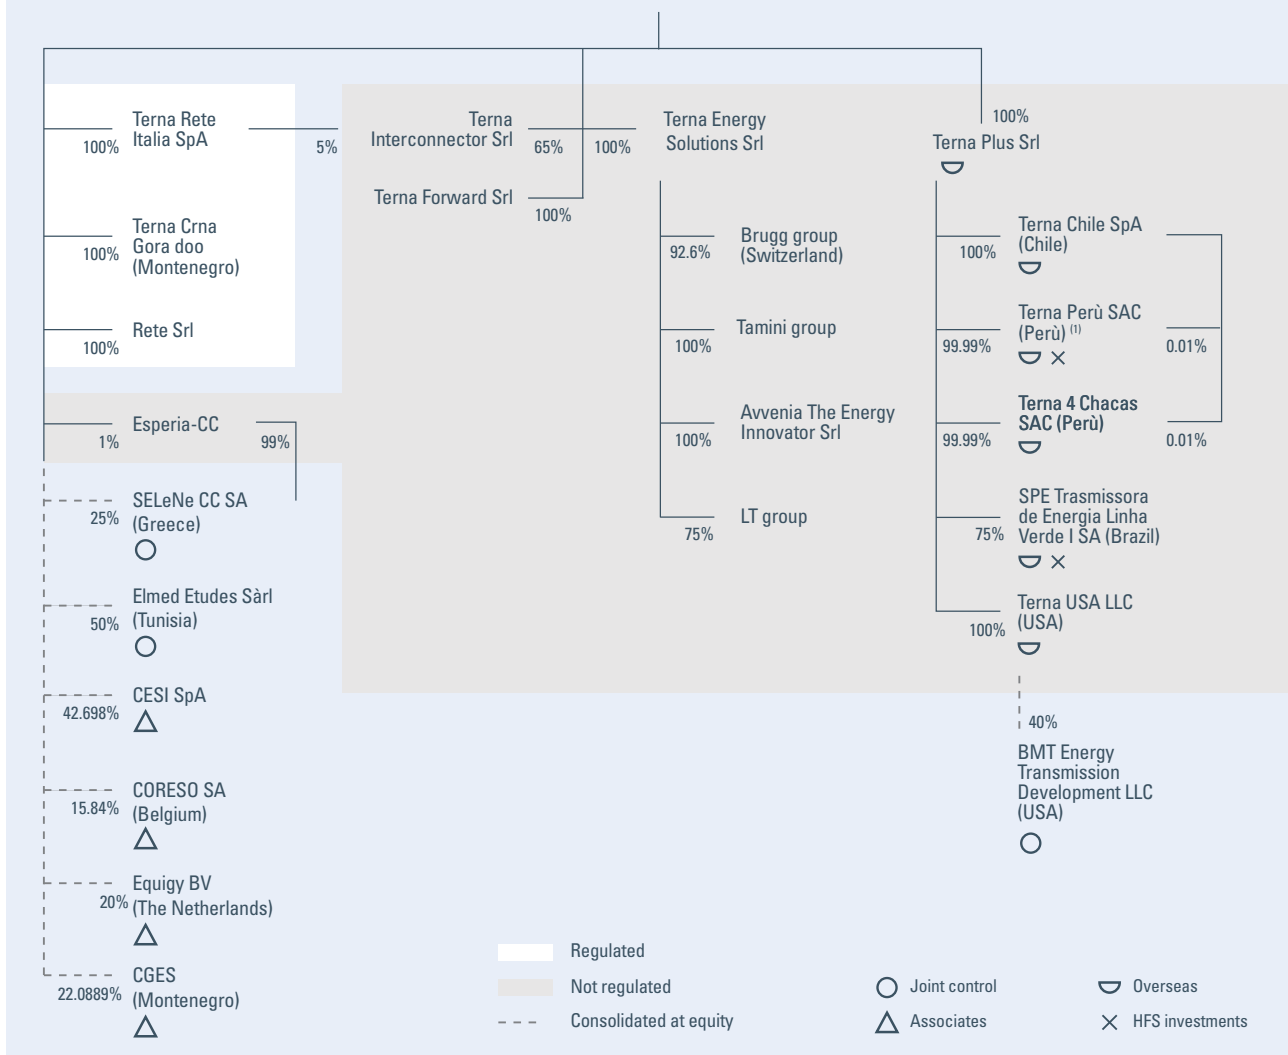 Terna Rete
Italia SpA
100%
5%
Terna
Interconnector Srl
65%
100%
Terna Energy
Solutions Srl
100%
Terna Plus Srl
Terna Forward Srl
100%
Terna Crna
Gora doo
(Montenegro)
100%
Rete Srl
100%
Esperia-CC
1%
99%
SELeNe CC SA
(Greece)
25%
Elmed Etudes Sàrl
(Tunisia)
50%
CESI SpA
42.698%
CORESO SA
(Belgium)
15.84%
Equigy BV
(The Netherlands)
20%
CGES
(Montenegro)
22.0889%
Brugg group
(Switzerland)
92.6%
Tamini group
100%
Avvenia The Energy
Innovator Srl
100%
LT group
75%
Terna Chile SpA
(Chile)
100%
Terna Perù SAC
(Perù) (1)
99.99%
0.01%
Terna 4 Chacas
SAC (Perù)
99.99%
0.01%
SPE Trasmissora
de Energia Linha
Verde I SA (Brazil)
75%
Terna USA LLC
(USA)
100%
40%
BMT Energy
Transmission
Development LLC
(USA)
Regulated
Not regulated
Consolidated at equity
Joint control
Associates
Overseas
HFS investments